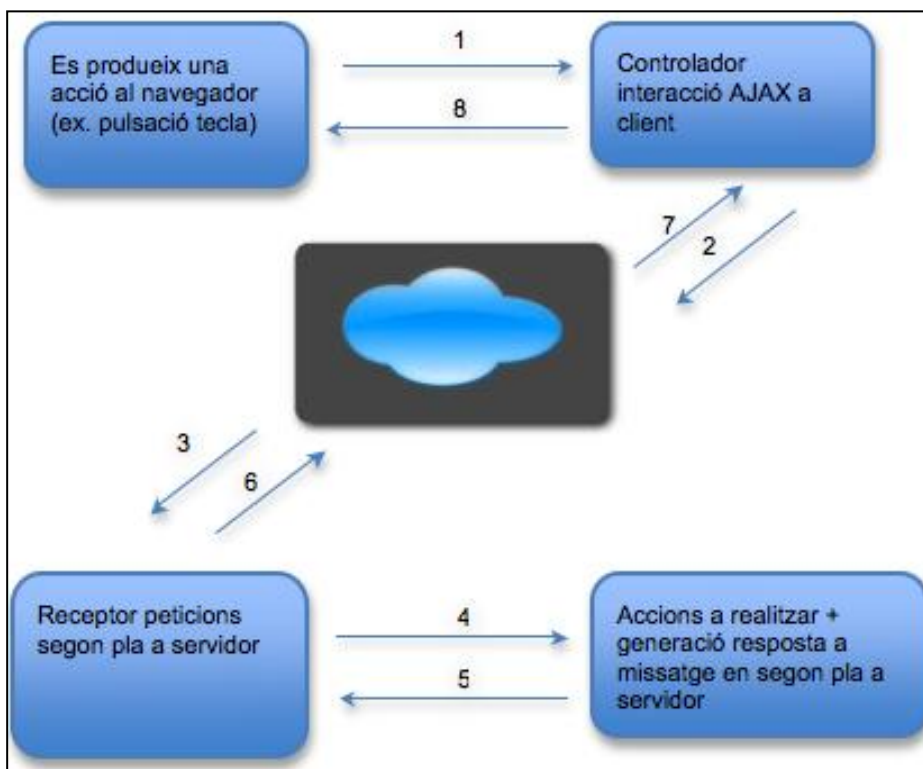 Es produeix una
acció al navegador
(ex. pulsació tecla)
1
8
Controlador
interacció AJAX a
client
7
2
3
6
Receptor peticions
segon pla a servidor
4
5
Accions a realitzar +
generació resposta a
missatge en segon pla a
servidor